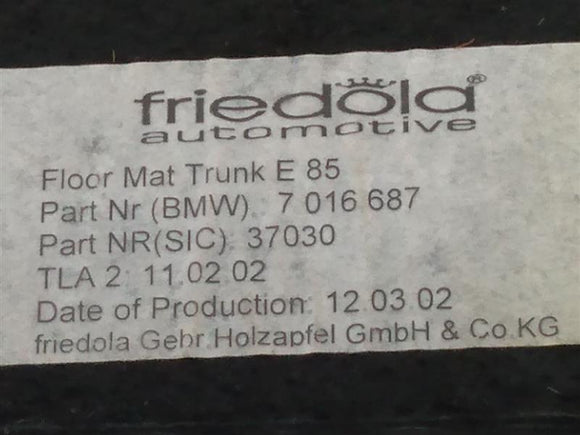 friedola®
automotive
Floor Mat Trunk E 85
Part Nr (BMW). 7 016 687
Part NR(SIC): 37030
TLA 2: 11.02.02
Date of Production: 12.03.02
friedola Gebr.Holzapfel GmbH & Co.KG